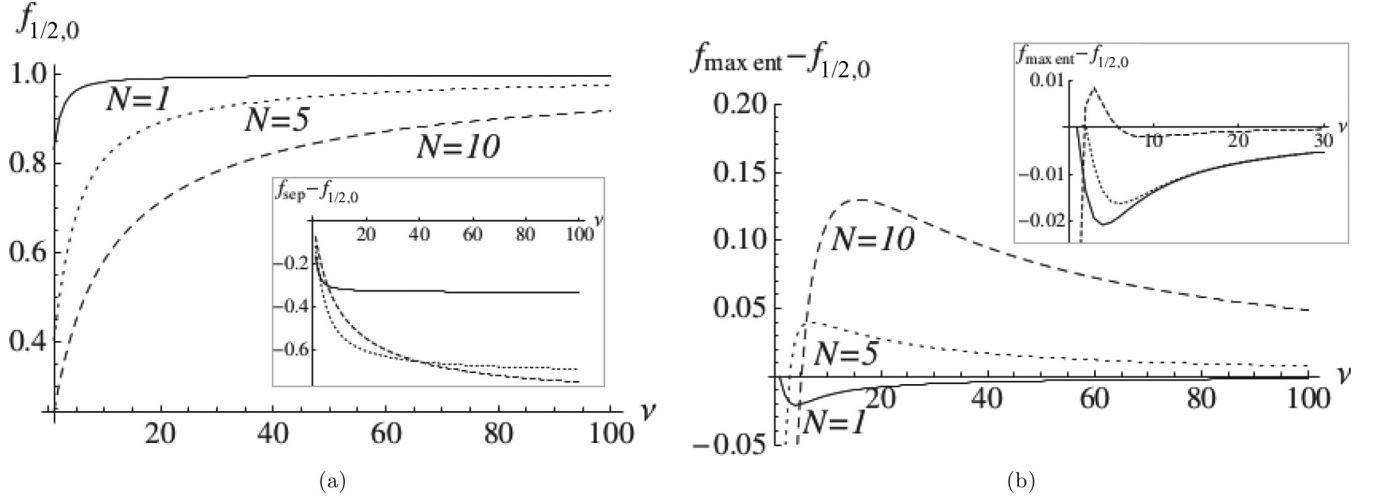 f1/2,0
1.0
0.8
0.6
0.4
N=1
N=5
N=10
fsep−f1/2,0
20 40 60 80 100 ν
−0.2
−0.4
−0.6
20 40 60 80 100 ν
(a)
fmax ent−f1/2,0
0.20
0.15
0.10
0.05
−0.05
N=10
N=5
N=1
20 40 60 80 100 ν
fmax ent−f1/2,0
0.01
−0.01
−0.02
10 20 30 ν
(b)